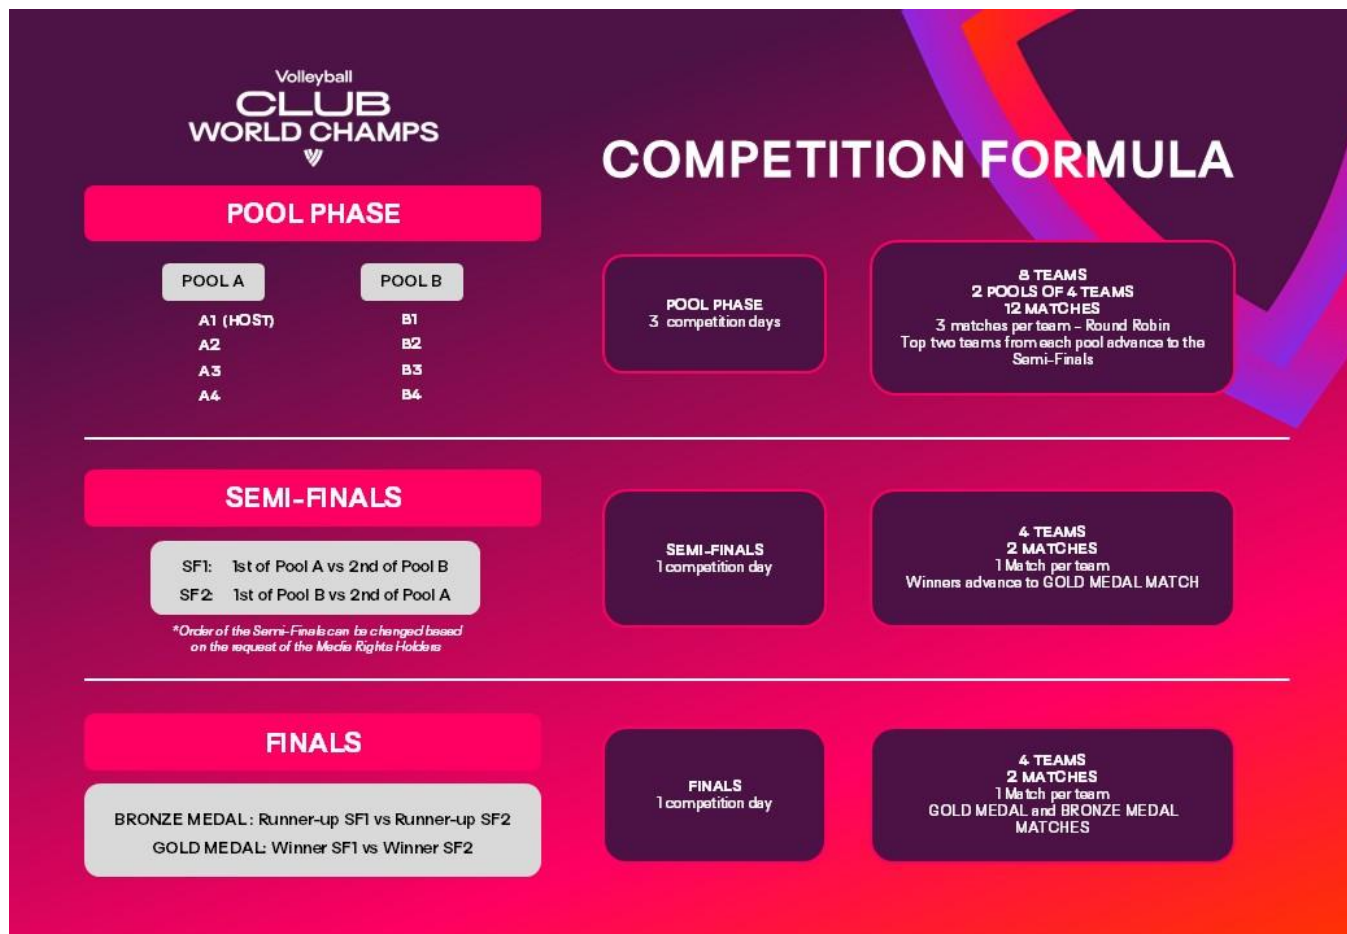 Volleyball
CLUB
WORLD CHAMPS
COMPETITION FORMULA
POOL PHASE
POOL A
POOL B
A1 (HOST)
A2
A3
A4
B1
B2
B3
B4
POOL PHASE
3 competition days
8 TEAMS
2 POOLS OF 4 TEAMS
12 MATCHES
3 matches per team - Round Robin
Top two teams from each pool advance to the
Semi-Finals
SEMI-FINALS
SF1: 1st of Pool A vs 2nd of Pool B
SF2: 1st of Pool B vs 2nd of Pool A
*Order of the Semi-Finals can be changed based
on the request of the Media Rights Holders
SEMI-FINALS
1 competition day
4 TEAMS
2 MATCHES
1 Match per team
Winners advance to GOLD MEDAL MATCH
FINALS
BRONZE MEDAL: Runner-up SF1 vs Runner-up SF2
GOLD MEDAL: Winner SF1 vs Winner SF2
FINALS
1 competition day
4 TEAMS
2 MATCHES
1 Match per team
GOLD MEDAL and BRONZE MEDAL
MATCHES